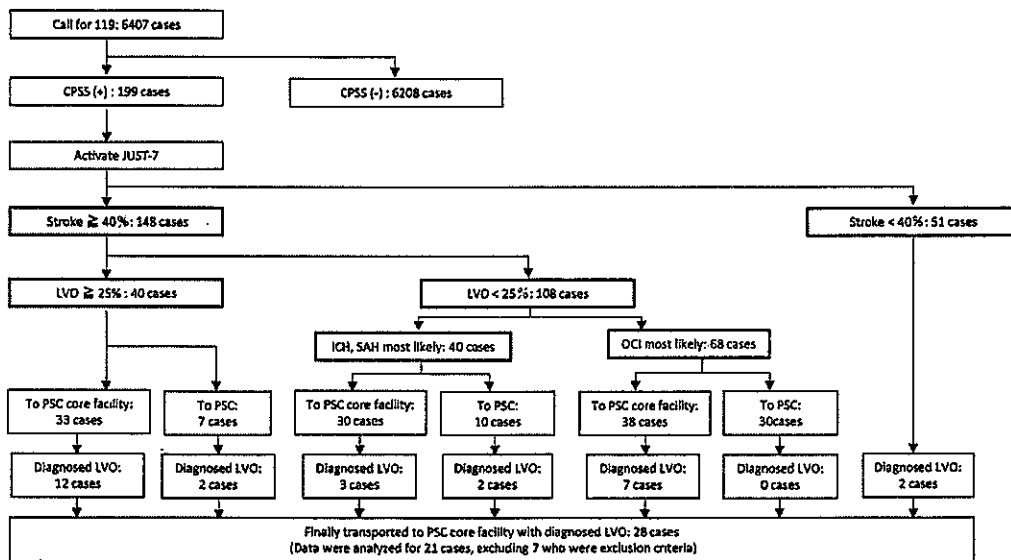 Call for 119: 6407 cases
CPSS (+) : 199 cases
CPSS (-) : 6208 cases
Activate JUST-7
Stroke ≧ 40%: 148 cases
Stroke < 40%: 51 cases
LVO ≧ 25% : 40 cases
LVO < 25%: 108 cases
ICH, SAH most likely: 40 cases
OCI most likely: 68 cases
To PSC core facility:
33 cases
To PSC:
7 cases
To PSC core facility:
30 cases
To PSC:
10 cases
To PSC core facility:
38 cases
To PSC:
30cases
Diagnosed LVO:
12 cases
Diagnosed LVO:
2 cases
Diagnosed LVO:
3 cases
Diagnosed LVO:
2 cases
Diagnosed LVO:
7 cases
Diagnosed LVO:
0 cases
Diagnosed LVO:
2 cases
Finally transported to PSC core facility with diagnosed LVO: 28 cases
(Data were analyzed for 21 cases, excluding 7 who were exclusion criteria)